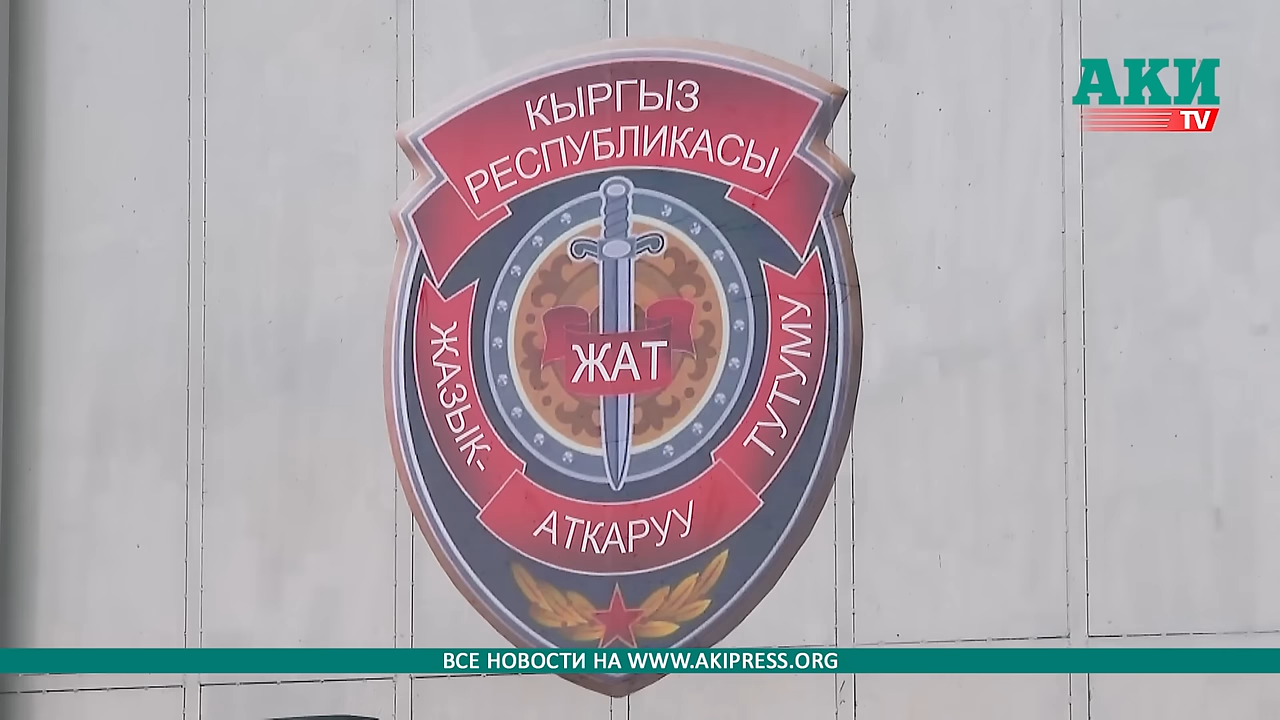 АКИ
TV
КЫРГЫЗ
РЕСПУБЛИКАСЫ
ЖАТ
ЖАЗЫК-
АТКАРУУ
ТУТУМУ
ВСЕ НОВОСТИ НА WWW.AKIPRESS.ORG